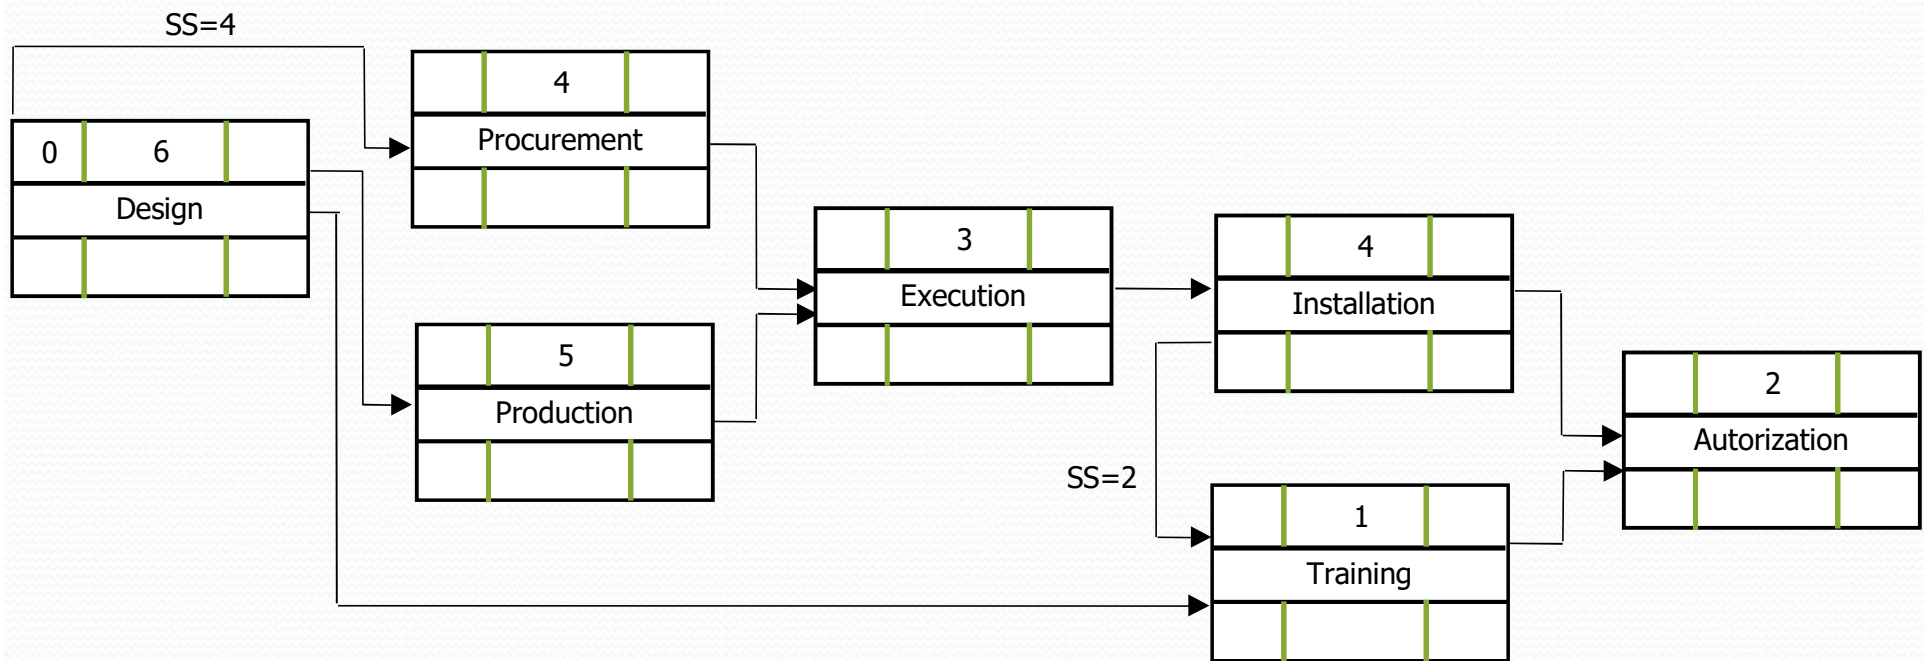 SS=4
4
Procurement
0 6
Design
3
Execution
4
Installation
5
Production
2
Autorization
SS=2
1
Training